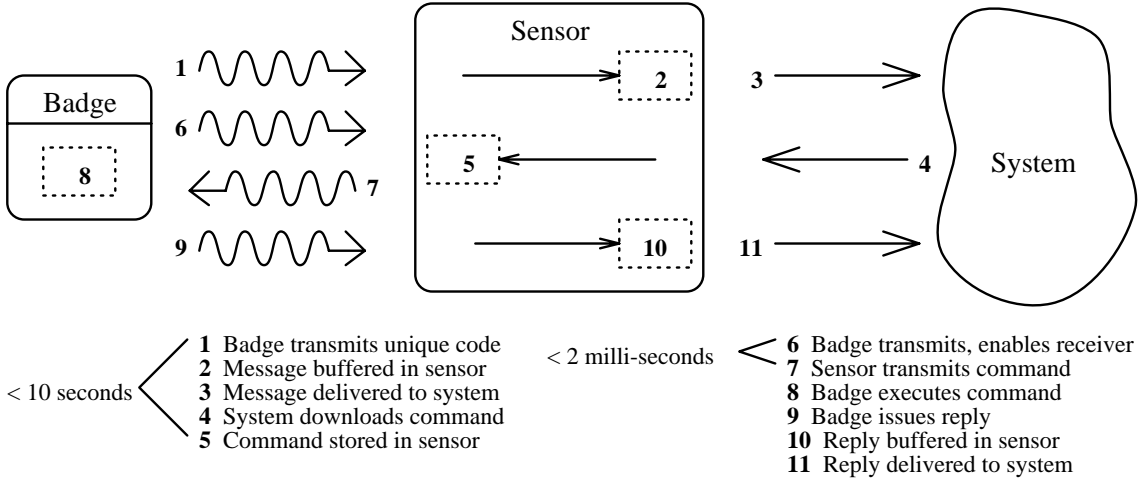 Sensor
Badge
System
1
2
3
6
5
4
8
7
9
10
11
< 10 seconds
1 Badge transmits unique code
2 Message buffered in sensor
3 Message delivered to system
4 System downloads command
5 Command stored in sensor
< 2 milli-seconds
6 Badge transmits, enables receiver
7 Sensor transmits command
8 Badge executes command
9 Badge issues reply
10 Reply buffered in sensor
11 Reply delivered to system